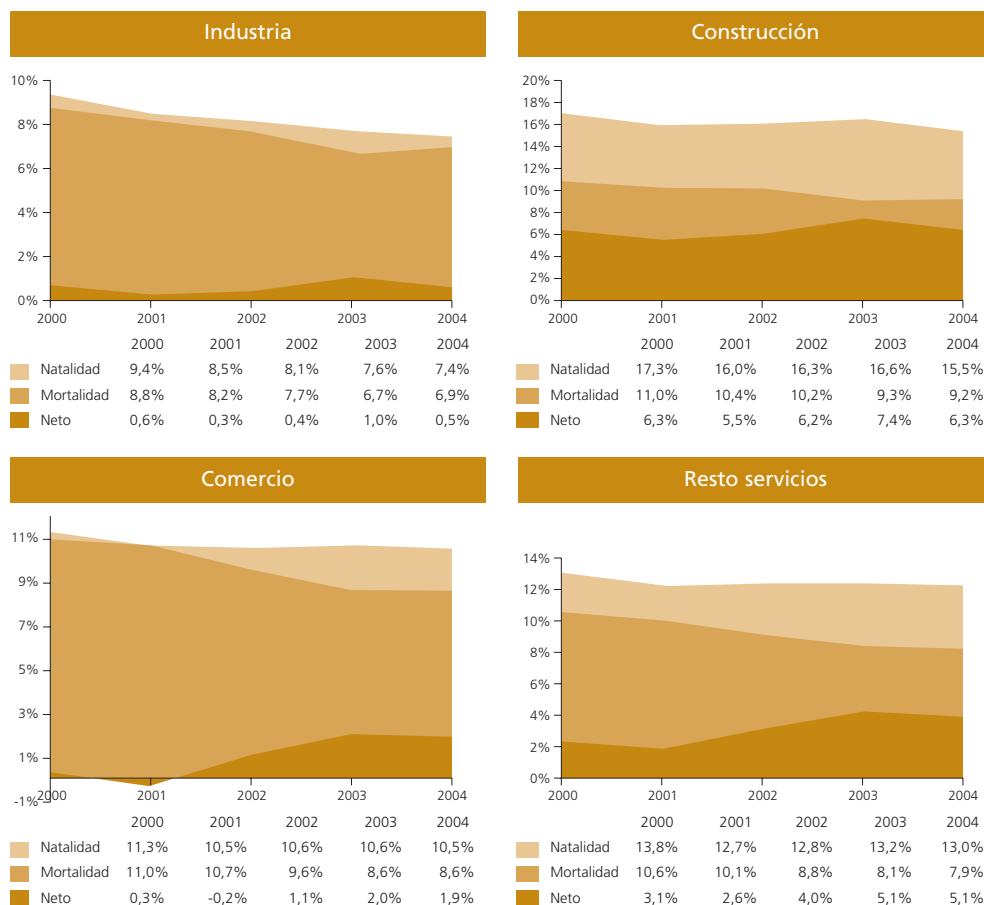 Industria
10%
8%
6%
4%
2%
0%
2000 2001 2002 2003 2004
2000 2001 2002 2003 2004
Natalidad 9,4% 8,5% 8,1% 7,6% 7,4%
Mortalidad 8,8% 8,2% 7,7% 6,7% 6,9%
Neto 0,6% 0,3% 0,4% 1,0% 0,5%
Construcción
20%
18%
16%
14%
12%
10%
8%
6%
4%
2%
0%
2000 2001 2002 2003 2004
2000 2001 2002 2003 2004
Natalidad 17,3% 16,0% 16,3% 16,6% 15,5%
Mortalidad 11,0% 10,4% 10,2% 9,3% 9,2%
Neto 6,3% 5,5% 6,2% 7,4% 6,3%
Comercio
11%
9%
7%
5%
3%
1%
-1%
2000 2001 2002 2003 2004
2000 2001 2002 2003 2004
Natalidad 11,3% 10,5% 10,6% 10,6% 10,5%
Mortalidad 11,0% 10,7% 9,6% 8,6% 8,6%
Neto 0,3% -0,2% 1,1% 2,0% 1,9%
Resto servicios
14%
12%
10%
8%
6%
4%
2%
0%
2000 2001 2002 2003 2004
2000 2001 2002 2003 2004
Natalidad 13,8% 12,7% 12,8% 13,2% 13,0%
Mortalidad 10,6% 10,1% 8,8% 8,1% 7,9%
Neto 3,1% 2,6% 4,0% 5,1% 5,1%